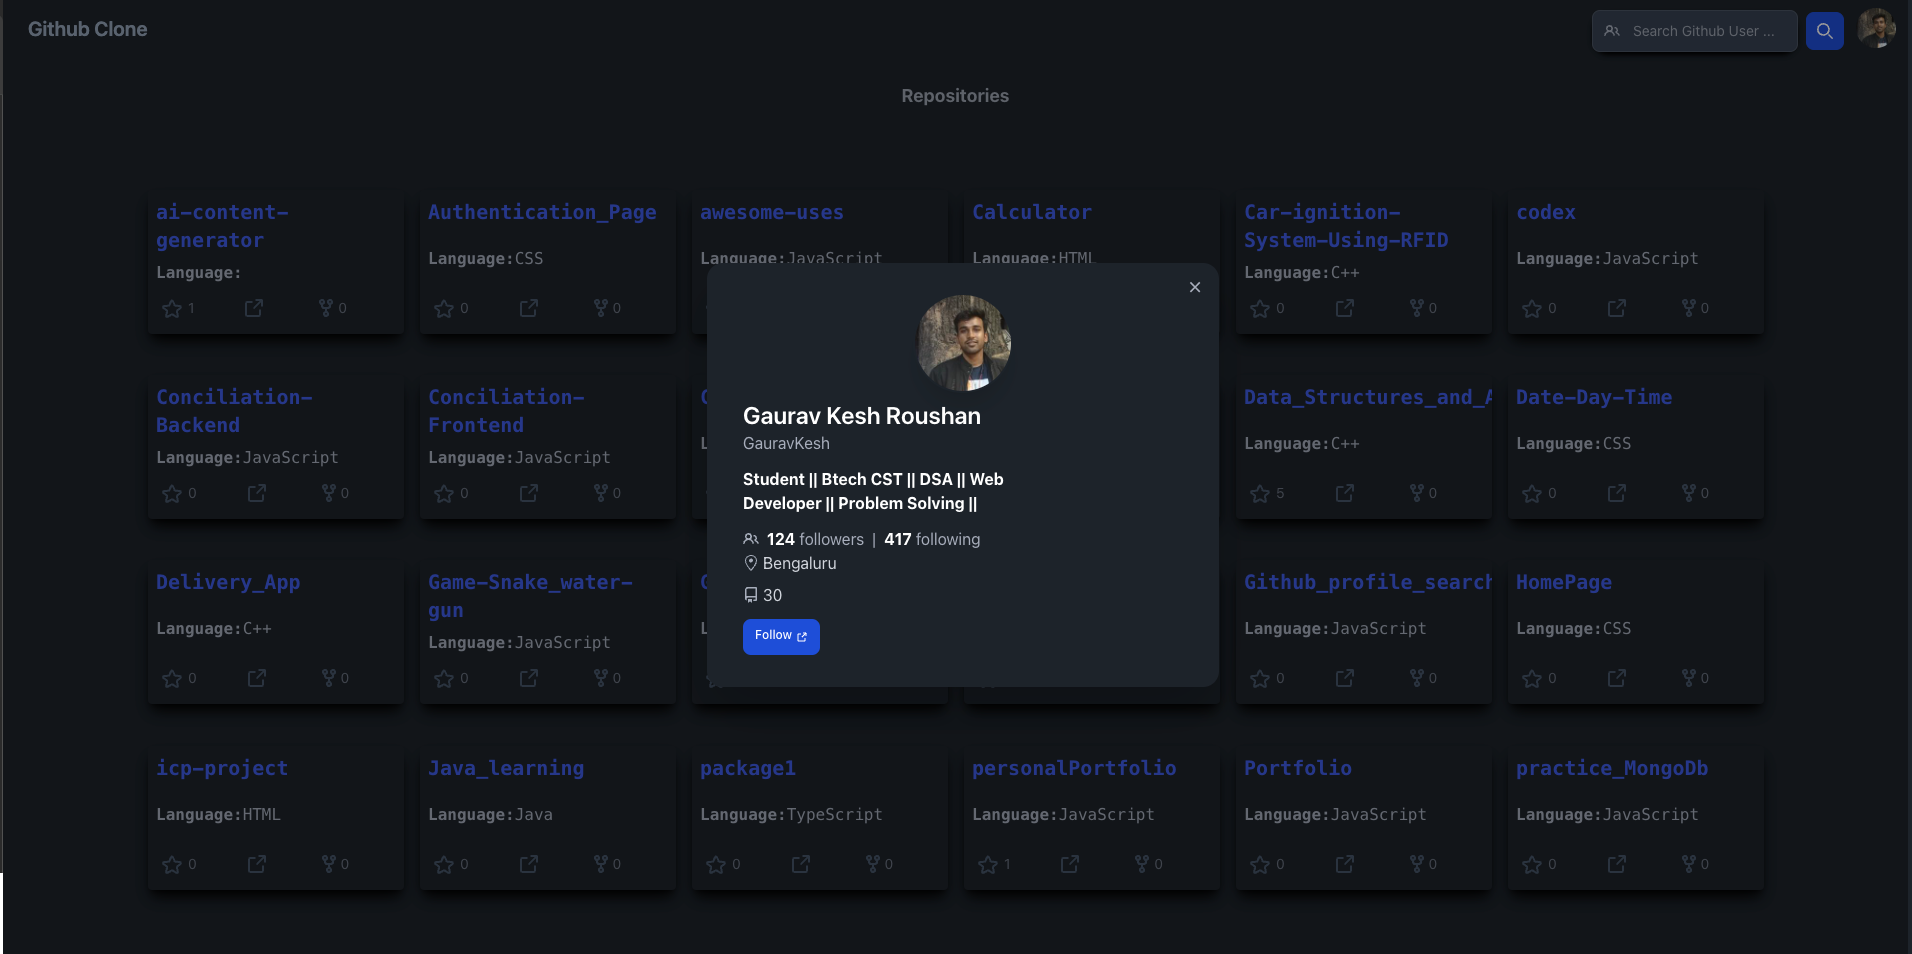 Github Clone
Search Github User ...
Repositories
ai-content-
generator
Language:
1
0
Authentication_Page
Language:CSS
0
0
awesome-uses
Language:JavaScript
Calculator
Language:HTML
Car-ignition-
System-Using-RFID
Language:C++
0
0
codex
Language:JavaScript
0
0
Gaurav Kesh Roushan
GauravKesh
Student || Btech CST || DSA || Web
Developer || Problem Solving ||
124 followers | 417 following
Bengaluru
30
Follow
Conciliation-
Backend
Language:JavaScript
0
0
Conciliation-
Frontend
Language:JavaScript
0
0
Data_Structures_and_A
Language:C++
5
0
Date-Day-Time
Language:CSS
0
0
Delivery_App
Language:C++
0
0
Game-Snake_water-
gun
Language:JavaScript
0
0
Github_profile_search
Language:JavaScript
0
0
HomePage
Language:CSS
0
0
icp-project
Language:HTML
0
0
Java_learning
Language:Java
0
0
package1
Language:TypeScript
0
0
personalPortfolio
Language:JavaScript
1
0
Portfolio
Language:JavaScript
0
0
practice_MongoDb
Language:JavaScript
0
0